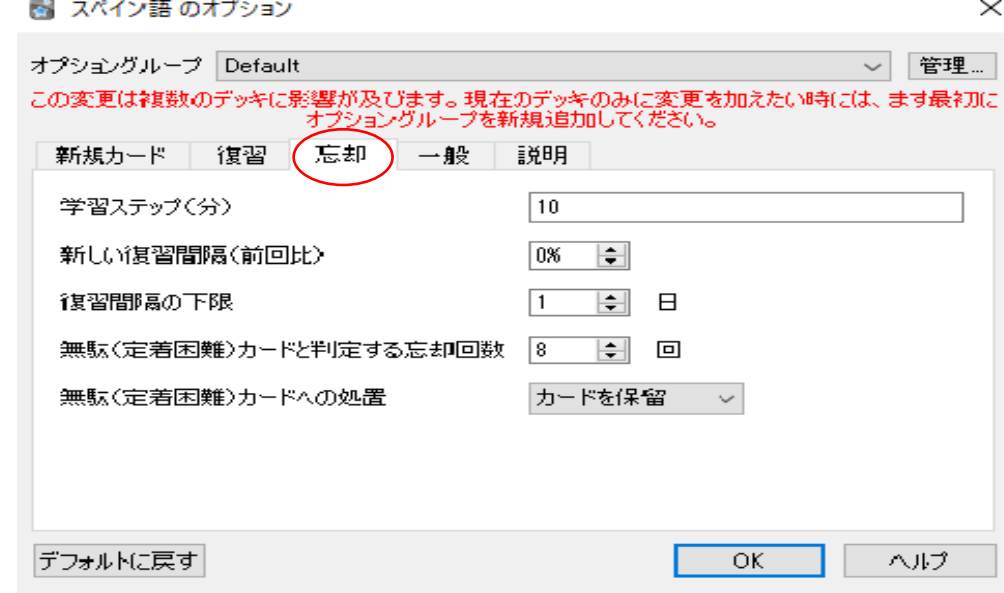 スペイン語 のオプション
オプショングループ Default 管理...
この変更は複数のデッキに影響が及びます。現在のデッキのみに変更を加えたい時には、まず最初に
オプショングループを新規追加してください。
新規カード 復習 忘却 一般 説明
学習ステップ(分) 10
新しい復習間隔(前回比) 0%
復習間隔の下限 1 日
無駄(定着困難)カードと判定する忘却回数 8 回
無駄(定着困難)カードへの処置 カードを保留
デフォルトに戻す OK ヘルプ